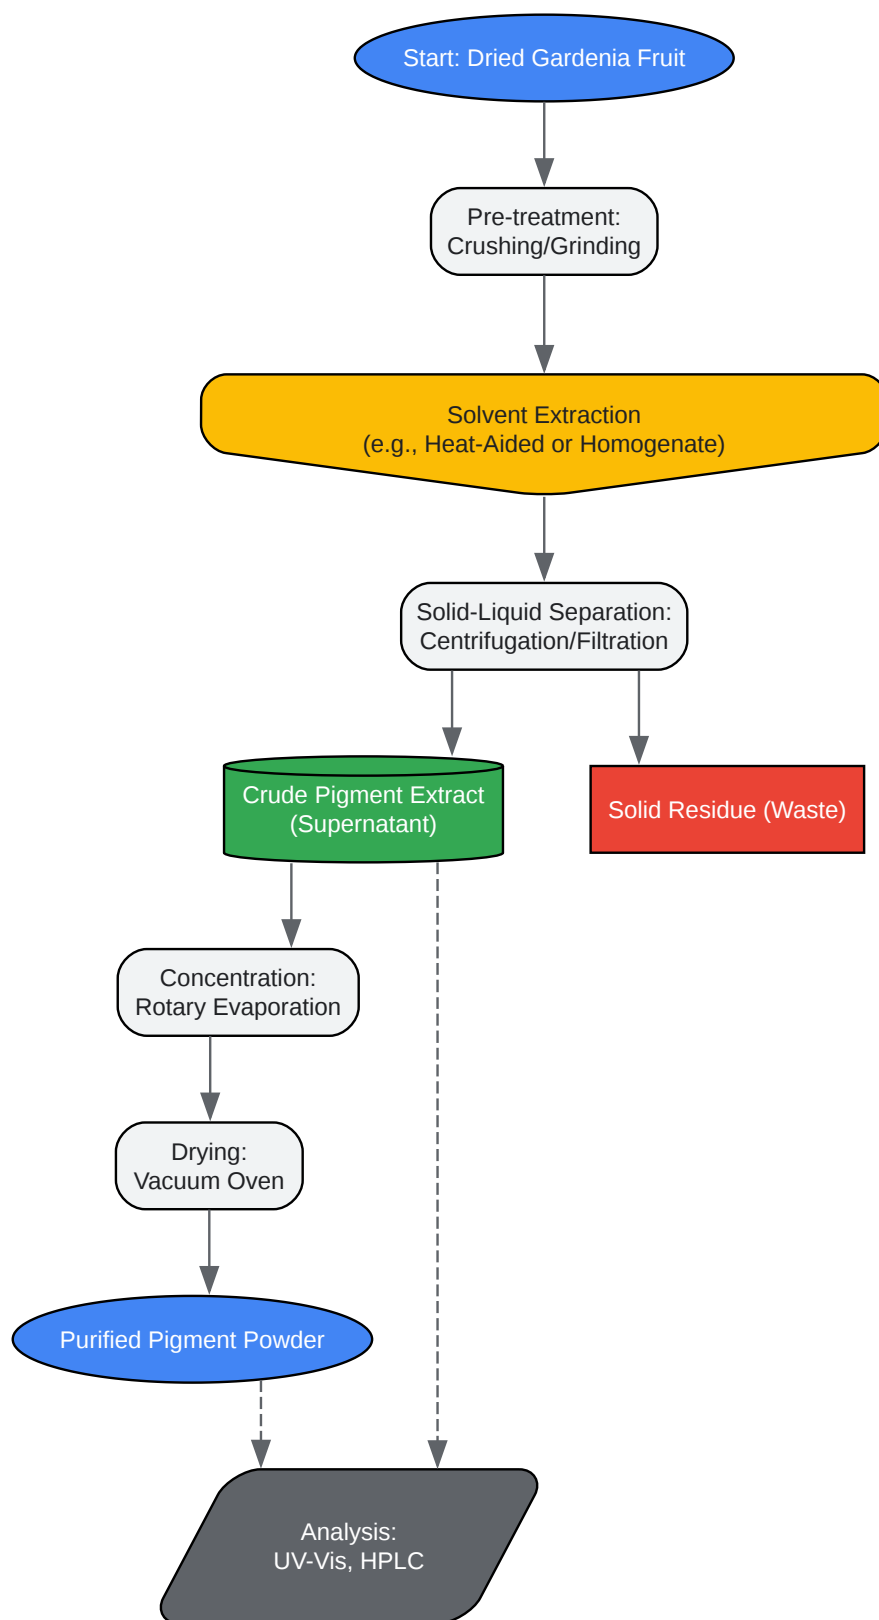 Start: Dried Gardenia Fruit
Pre-treatment:
Crushing/Grinding
Solvent Extraction
(e.g., Heat-Aided or Homogenate)
Solid-Liquid Separation:
Centrifugation/Filtration
Crude Pigment Extract
(Supernatant)
Solid Residue (Waste)
Concentration:
Rotary Evaporation
Drying:
Vacuum Oven
Purified Pigment Powder
Analysis:
UV-Vis, HPLC